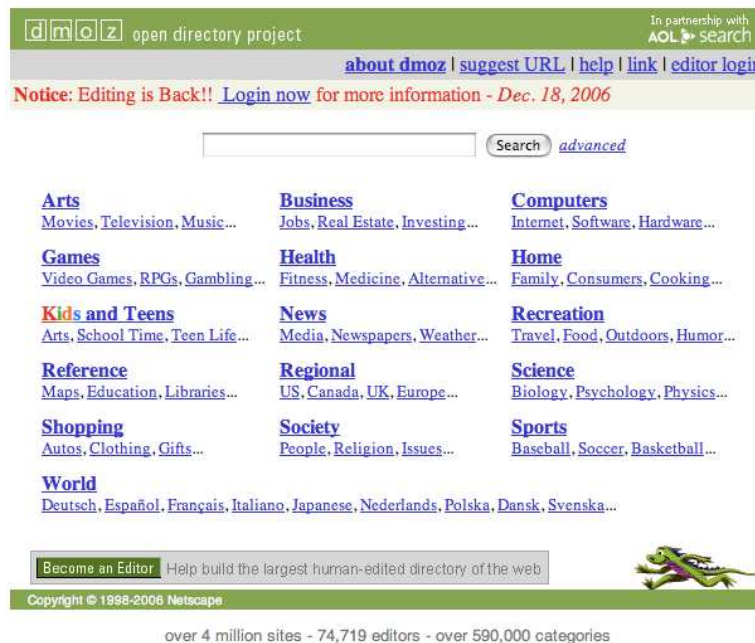 dmoz open directory project
In partnership with
AOL search
about dmoz | suggest URL | help | link | editor login
Notice: Editing is Back!! Login now for more information - Dec. 18, 2006
Search advanced
Arts Business Computers
Movies, Television, Music... Jobs, Real Estate, Investing... Internet, Software, Hardware...
Games Health Home
Video Games, RPGs, Gambling... Fitness, Medicine, Alternative... Family, Consumers, Cooking...
Kids and Teens News Recreation
Arts, School Time, Teen Life... Media, Newspapers, Weather... Travel, Food, Outdoors, Humor...
Reference Regional Science
Maps, Education, Libraries... US, Canada, UK, Europe... Biology, Psychology, Physics...
Shopping Society Sports
Autos, Clothing, Gifts... People, Religion, Issues... Baseball, Soccer, Basketball...
World
Deutsch, Español, Français, Italiano, Japanese, Nederlands, Polska, Dansk, Svenska...
Become an Editor Help build the largest human-edited directory of the web
Copyright © 1998-2006 Netscape
over 4 million sites - 74,719 editors - over 590,000 categories